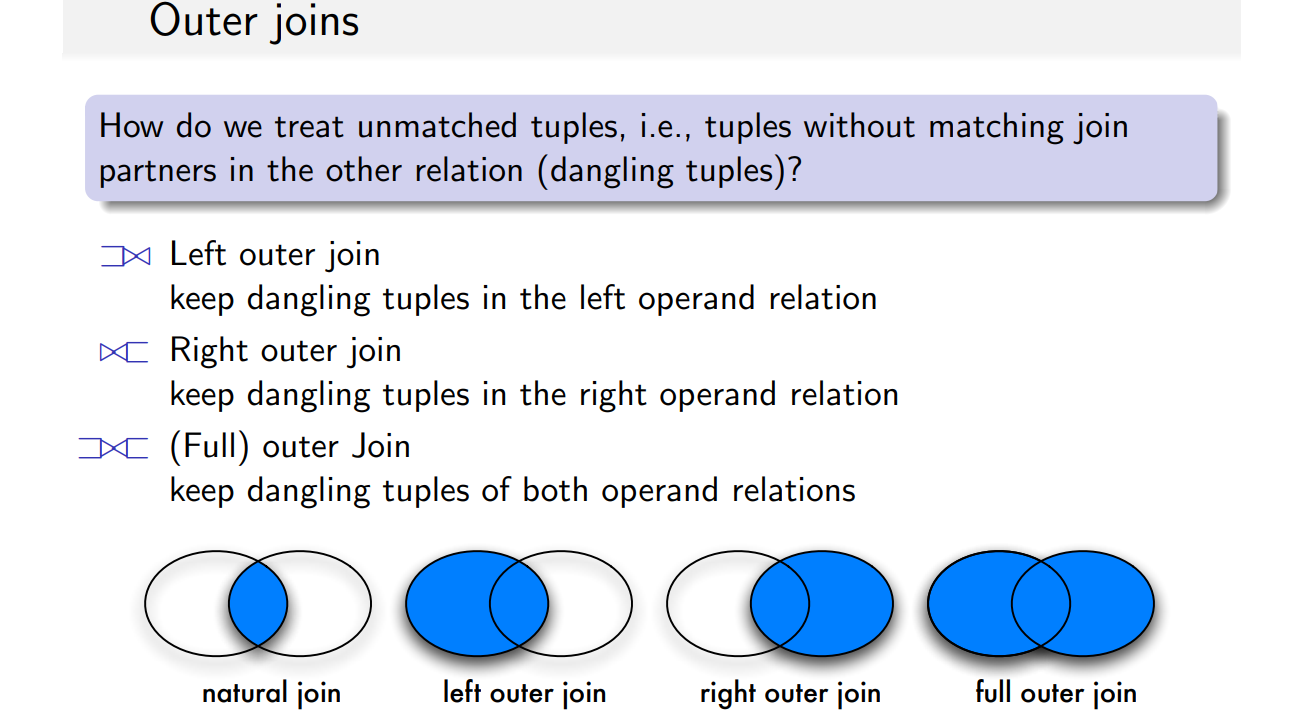 Outer joins
How do we treat unmatched tuples, i.e., tuples without matching join
partners in the other relation (dangling tuples)?
⟕ Left outer join
keep dangling tuples in the left operand relation
⟖ Right outer join
keep dangling tuples in the right operand relation
⟗ (Full) outer Join
keep dangling tuples of both operand relations
natural join left outer join right outer join full outer join